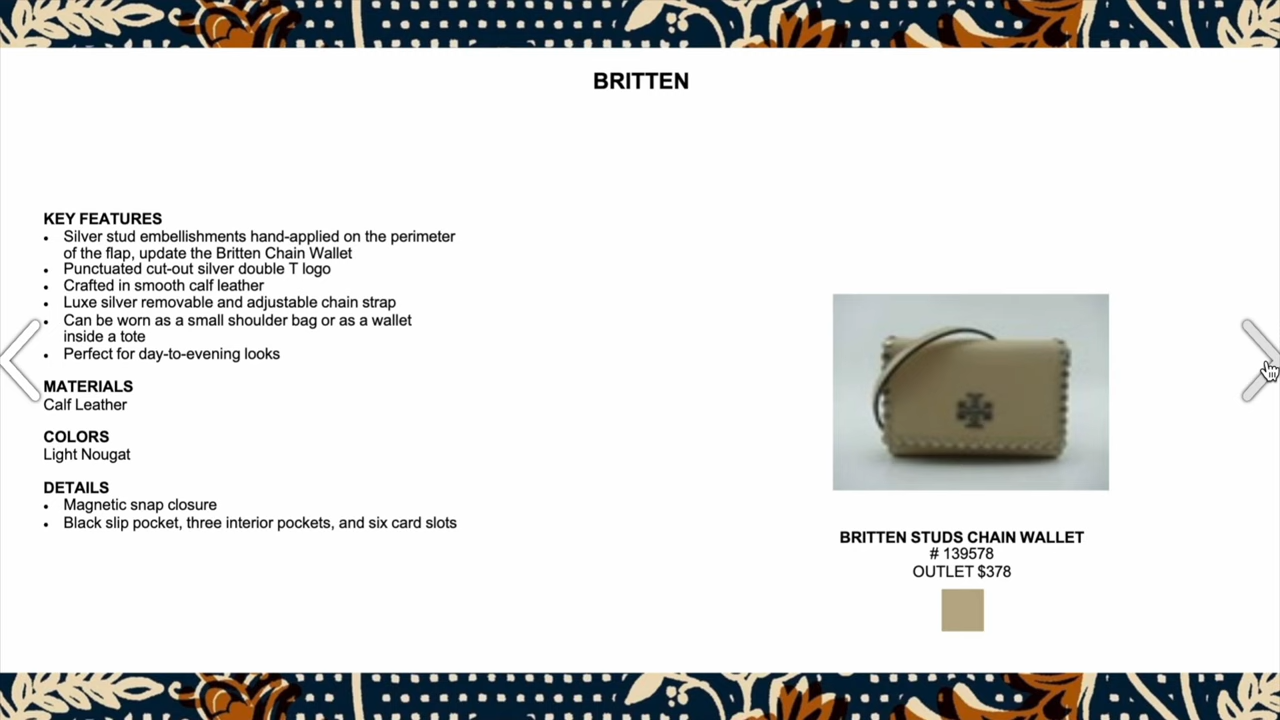 BRITTEN
KEY FEATURES
• Silver stud embellishments hand-applied on the perimeter
of the flap, update the Britten Chain Wallet
• Punctuated cut-out silver double T logo
• Crafted in smooth calf leather
• Luxe silver removable and adjustable chain strap
• Can be worn as a small shoulder bag or as a wallet
inside a tote
• Perfect for day-to-evening looks
MATERIALS
Calf Leather
COLORS
Light Nougat
DETAILS
• Magnetic snap closure
• Black slip pocket, three interior pockets, and six card slots
BRITTEN STUDS CHAIN WALLET
# 139578
OUTLET $378